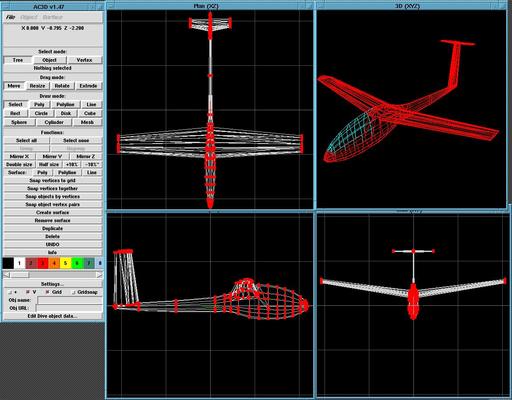 AC3D v1.47
File Object Surface
X 0.000 Y -0.795 Z -2.200
Select mode:
Tree Object Vertex
Nothing selected
Drag mode:
Move Resize Rotate Extrude
Draw mode:
Select Poly Polyline Line
Rect Circle Disk Cube
Sphere Cylinder Mesh
Functions:
Select all Select none
Group Ungroup
Mirror X Mirror Y Mirror Z
Double size Half size +10% -10%
Surface: Poly Polyline Line
Snap vertices to grid
Snap vertices together
Snap objects by vertices
Snap object vertex pairs
Create surface
Remove surface
Duplicate
Delete
UNDO
Info
1 2 3 4 5 6 7 8
Settings...
+ V Grid Gridsnap
Obj name:
Obj URL:
Edit Dive object data...
Plan (XZ)
3D (XYZ)